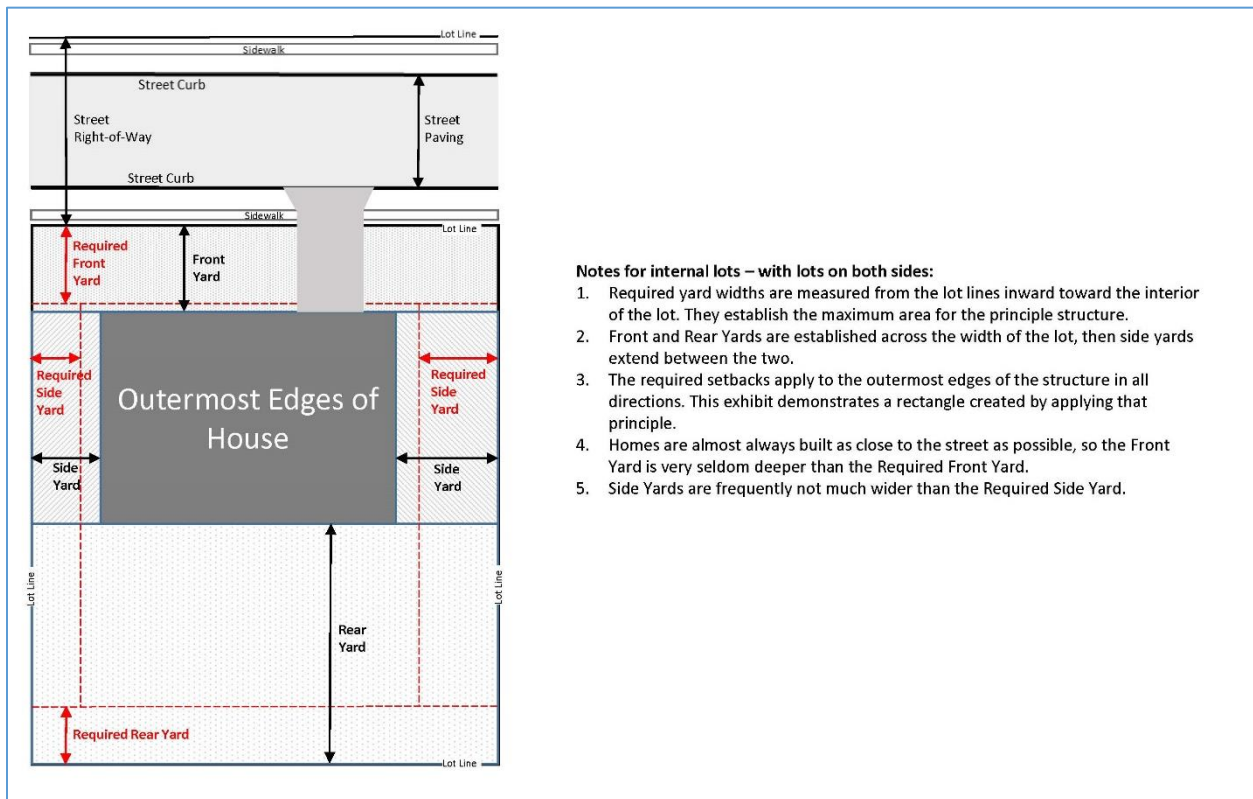 Lot Line
Sidewalk
Street Curb
Street
Right-of-Way
Street
Paving
Street Curb
Sidewalk
Lot Line
Required
Front
Yard
Front
Yard
Required
Side
Yard
Required
Side
Yard
Outermost Edges of
House
Side
Yard
Side
Yard
Lot Line
Lot Line
Rear
Yard
Required Rear Yard
Lot Line
Notes for internal lots – with lots on both sides:
1. Required yard widths are measured from the lot lines inward toward the interior
of the lot. They establish the maximum area for the principle structure.
2. Front and Rear Yards are established across the width of the lot, then side yards
extend between the two.
3. The required setbacks apply to the outermost edges of the structure in all
directions. This exhibit demonstrates a rectangle created by applying that
principle.
4. Homes are almost always built as close to the street as possible, so the Front
Yard is very seldom deeper than the Required Front Yard.
5. Side Yards are frequently not much wider than the Required Side Yard.